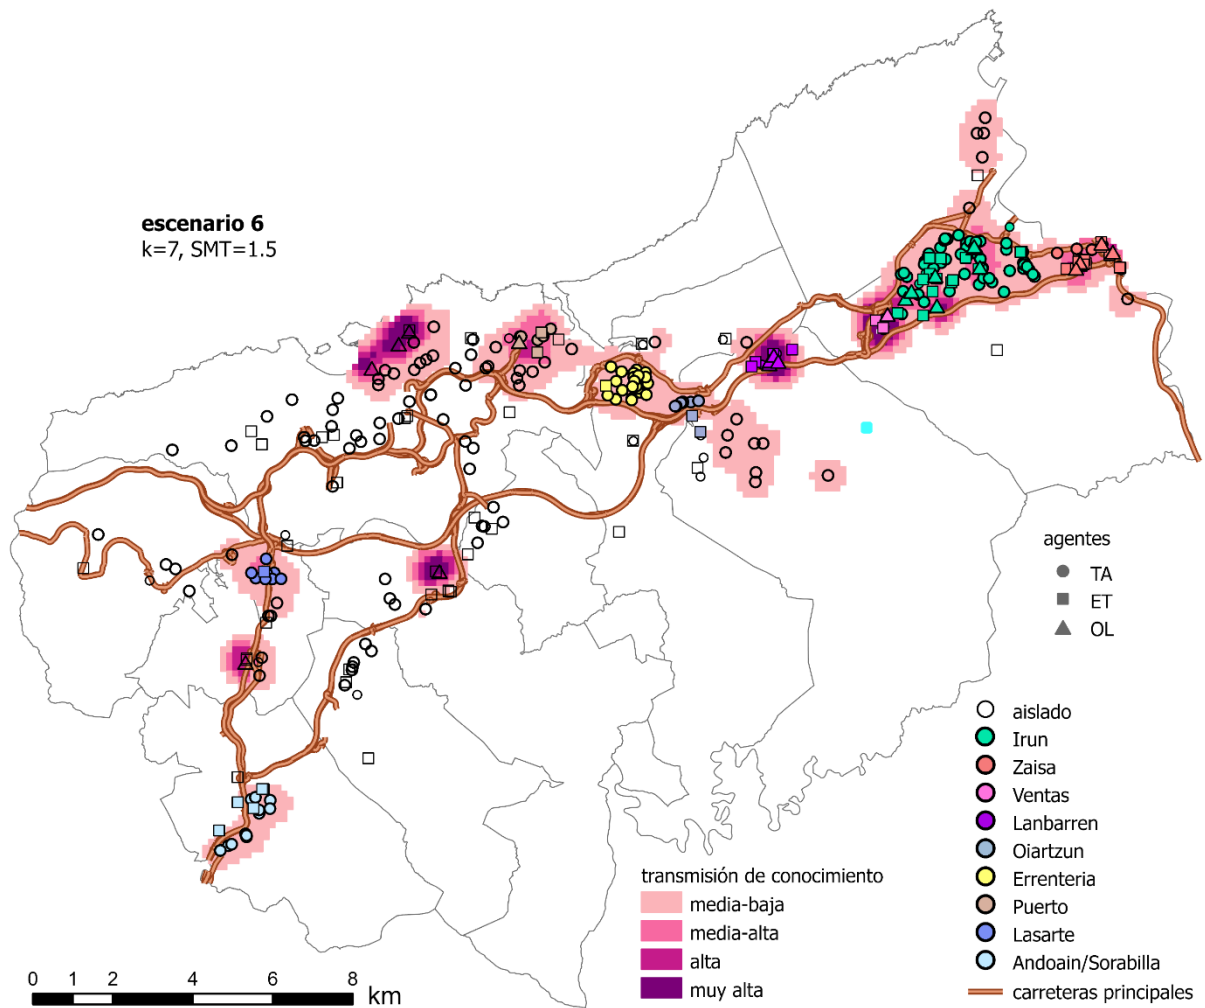 escenario 6
k=7, SMT=1.5
agentes
TA
ET
OL
aislado
Irun
Zaisa
Ventas
Lanbarren
Oiartzun
Errenteria
Puerto
Lasarte
Andoain/Sorabilla
carreteras principales
transmisión de conocimiento
media-baja
media-alta
alta
muy alta
0 1 2 4 6 8
km